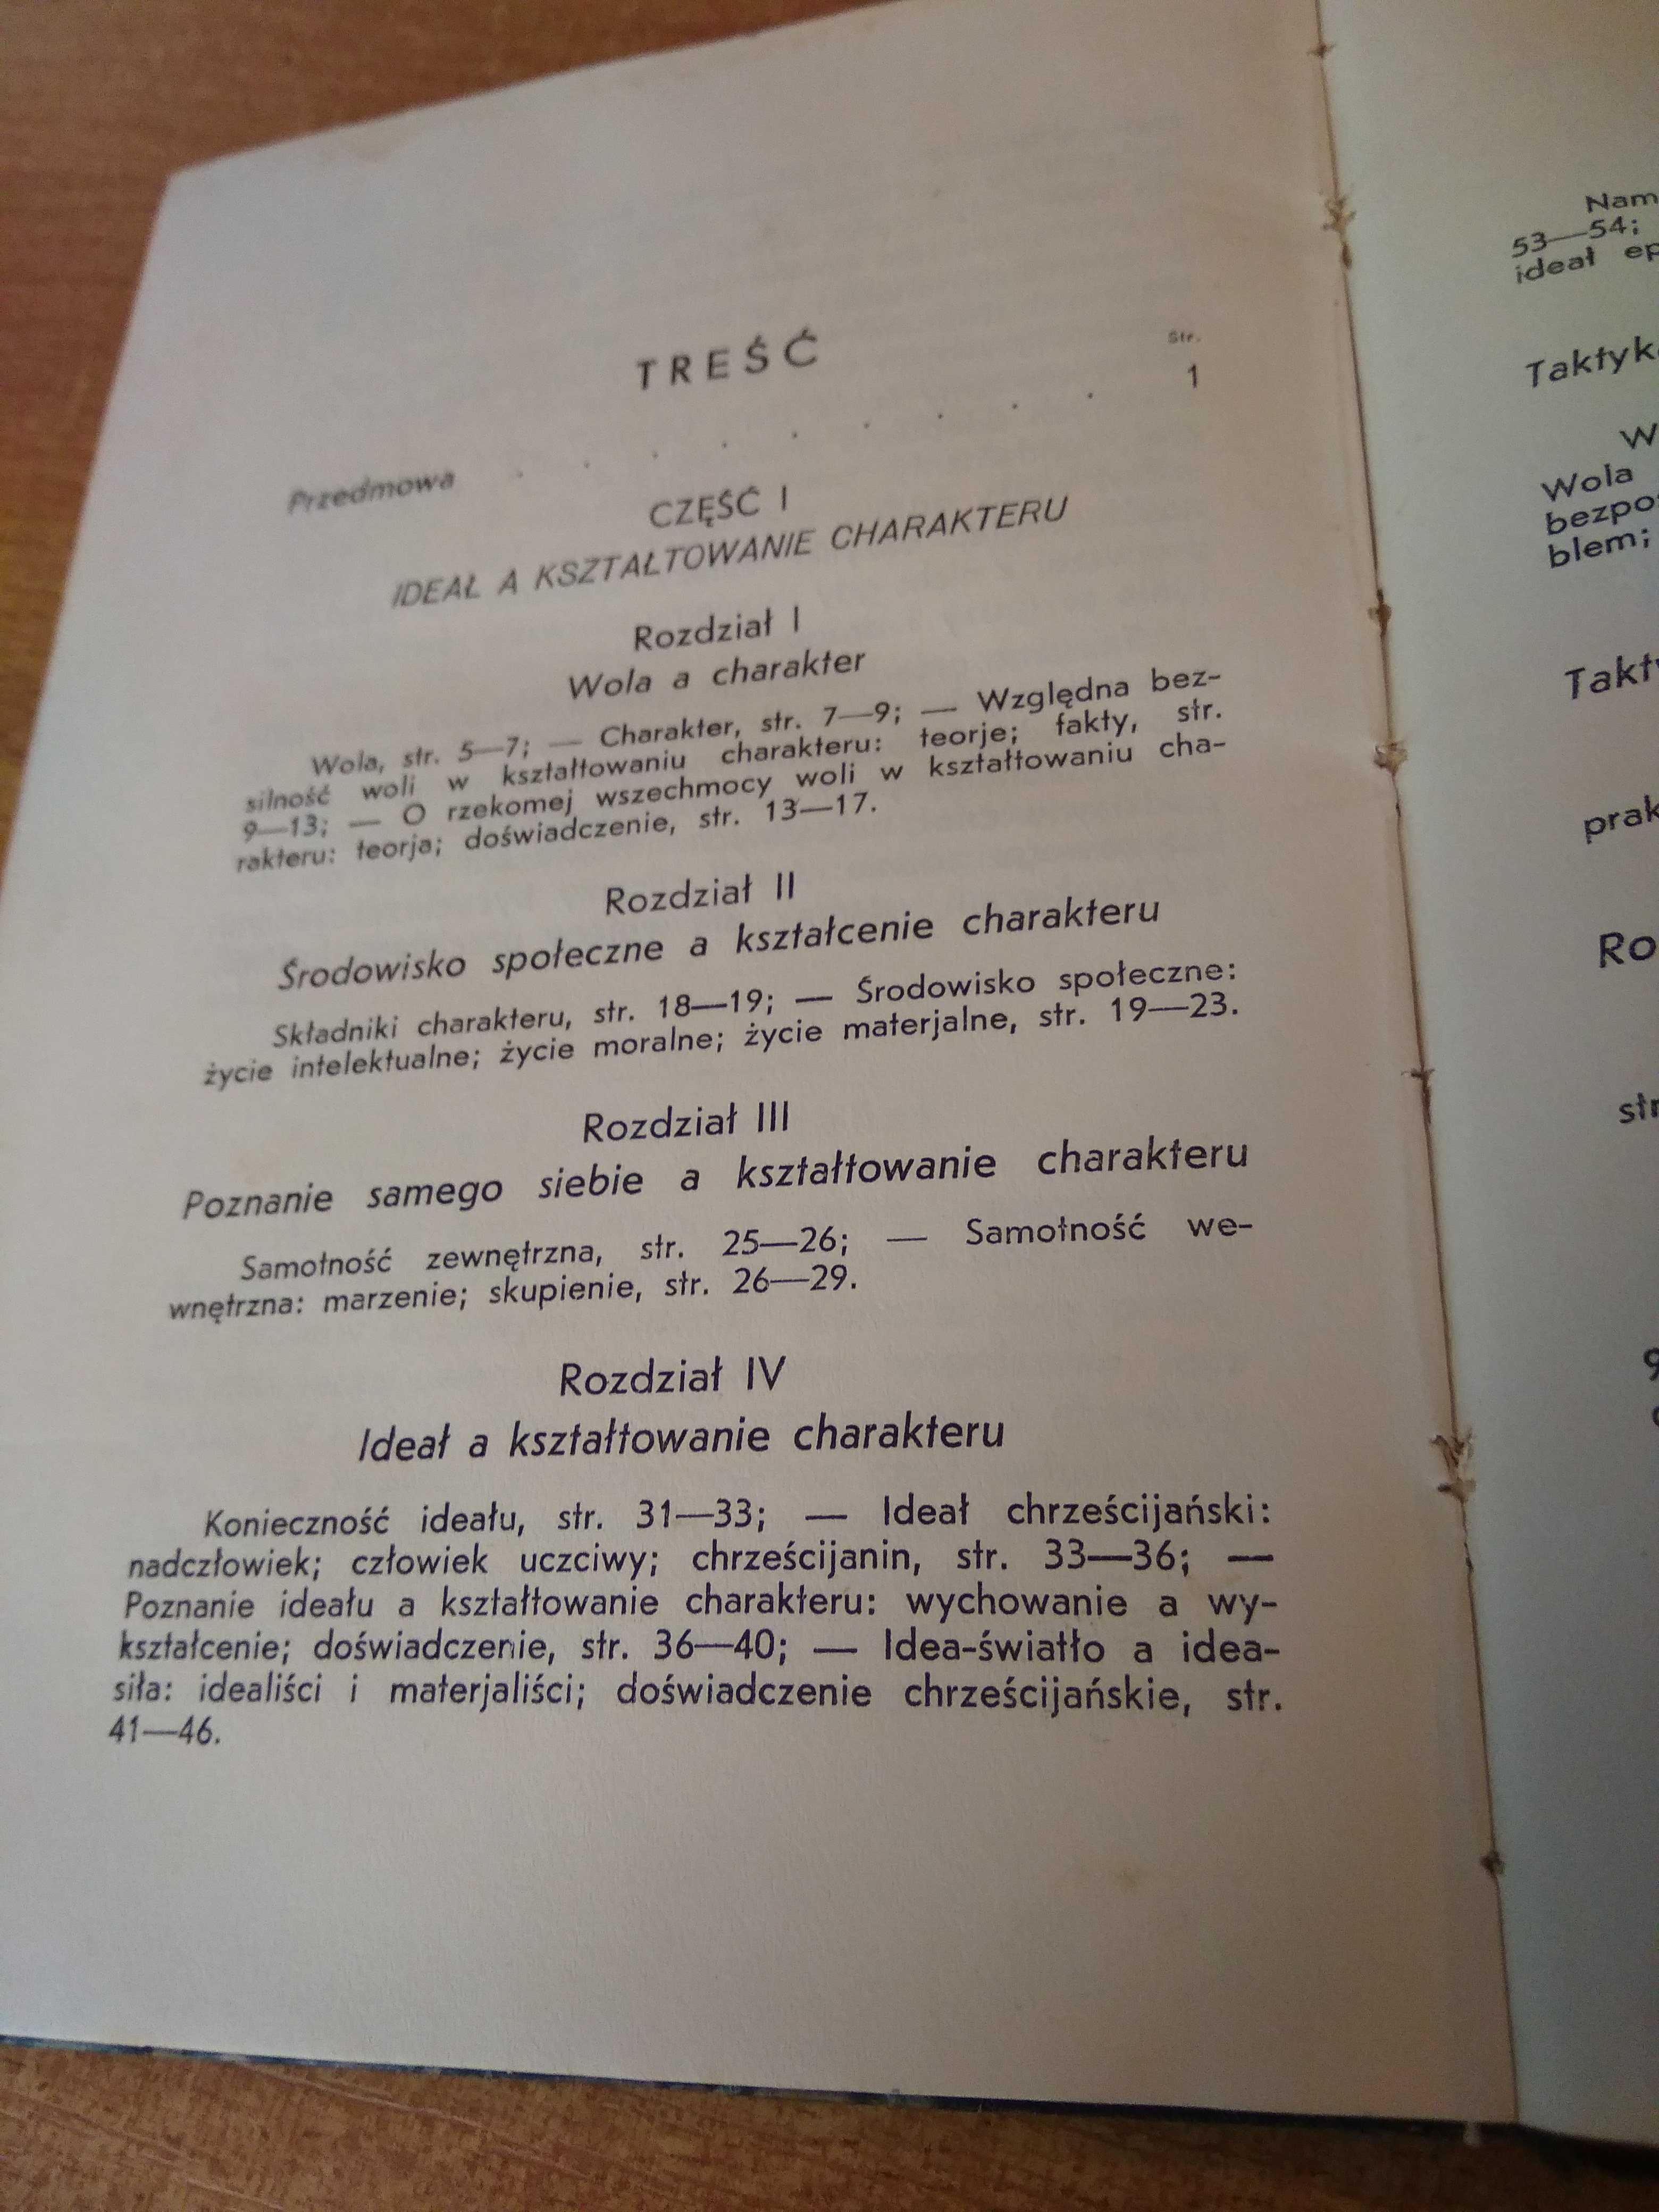 TREŚĆ
Str.
Przedmowa . . . . . . . . . 1
CZĘŚĆ I
IDEAŁ A KSZTAŁTOWANIE CHARAKTERU
Rozdział I
Wola a charakter
Wola, str. 5—7; — Charakter, str. 7—9; — Względna bez-
silność woli w kształtowaniu charakteru: teorje; fakty, str.
9—13; — O rzekomej wszechmocy woli w kształtowaniu cha-
rakteru: teorja; doświadczenie, str. 13—17.
Rozdział II
Środowisko społeczne a kształcenie charakteru
Składniki charakteru, str. 18—19; — Środowisko społeczne:
życie intelektualne; życie moralne; życie materjalne, str. 19—23.
Rozdział III
Poznanie samego siebie a kształtowanie charakteru
Samotność zewnętrzna, str. 25—26; — Samotność we-
wnętrzna: marzenie; skupienie, str. 26—29.
Rozdział IV
Ideał a kształtowanie charakteru
Konieczność ideału, str. 31—33; — Ideał chrześcijański:
nadczłowiek; człowiek uczciwy; chrześcijanin, str. 33—36; —
Poznanie ideału a kształtowanie charakteru: wychowanie a wy-
kształcenie; doświadczenie, str. 36—40; — Idea-światło a idea-
siła: idealiści i materjaliści; doświadczenie chrześcijańskie, str.
41—46.
53—54;
ideał
Wola
blem;